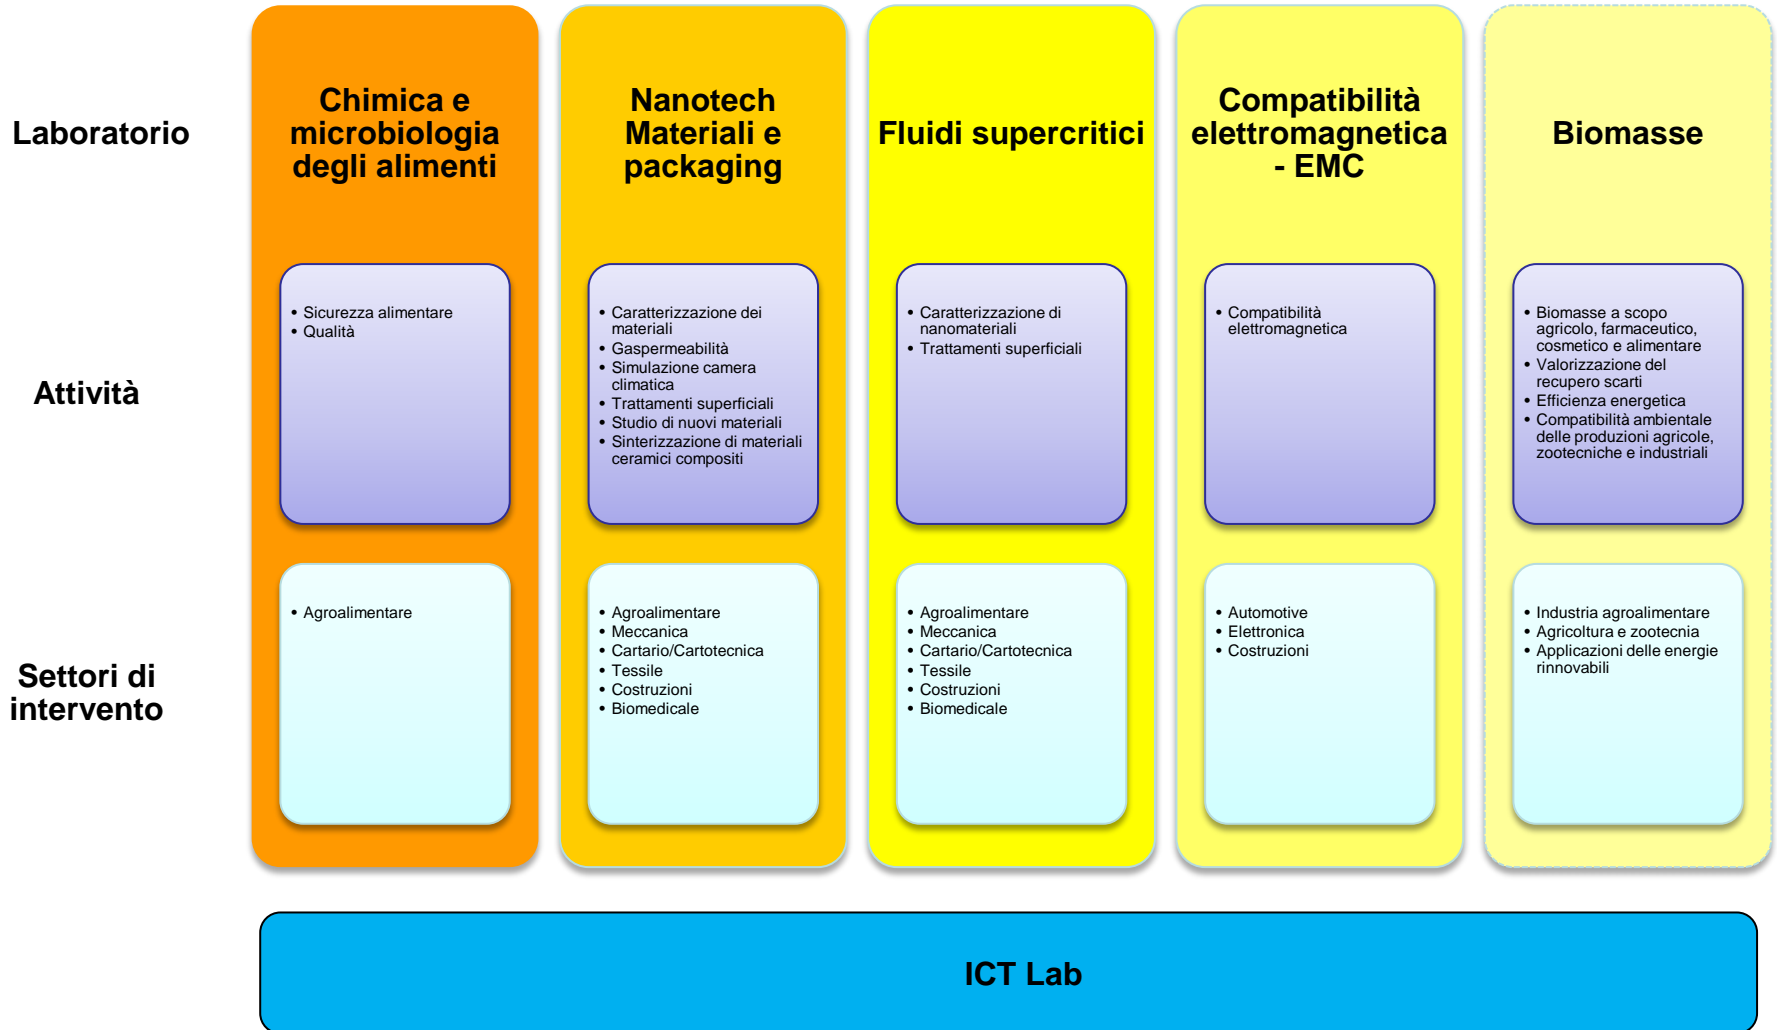 Laboratorio
Chimica e
microbiologia
degli alimenti
Nanotech
Materiali e
packaging
Fluidi supercritici
Compatibilità
elettromagnetica
- EMC
Biomasse
Attività
• Sicurezza alimentare
• Qualità
• Caratterizzazione dei
materiali
• Gaspermeabilità
• Simulazione camera
climatica
• Trattamenti superficiali
• Studio di nuovi materiali
• Sinterizzazione di materiali
ceramici compositi
• Caratterizzazione di
nanomateriali
• Trattamenti superficiali
• Compatibilità
elettromagnetica
• Biomasse a scopo
agricolo, farmaceutico,
cosmetico e alimentare
• Valorizzazione del
recupero scarti
• Efficienza energetica
• Compatibilità ambientale
delle produzioni agricole,
zootecniche e industriali
Settori di
intervento
• Agroalimentare
• Agroalimentare
• Meccanica
• Cartario/Cartotecnica
• Tessile
• Costruzioni
• Biomedicale
• Agroalimentare
• Meccanica
• Cartario/Cartotecnica
• Tessile
• Costruzioni
• Biomedicale
• Automotive
• Elettronica
• Costruzioni
• Industria agroalimentare
• Agricoltura e zootecnia
• Applicazioni delle energie
rinnovabili
ICT Lab